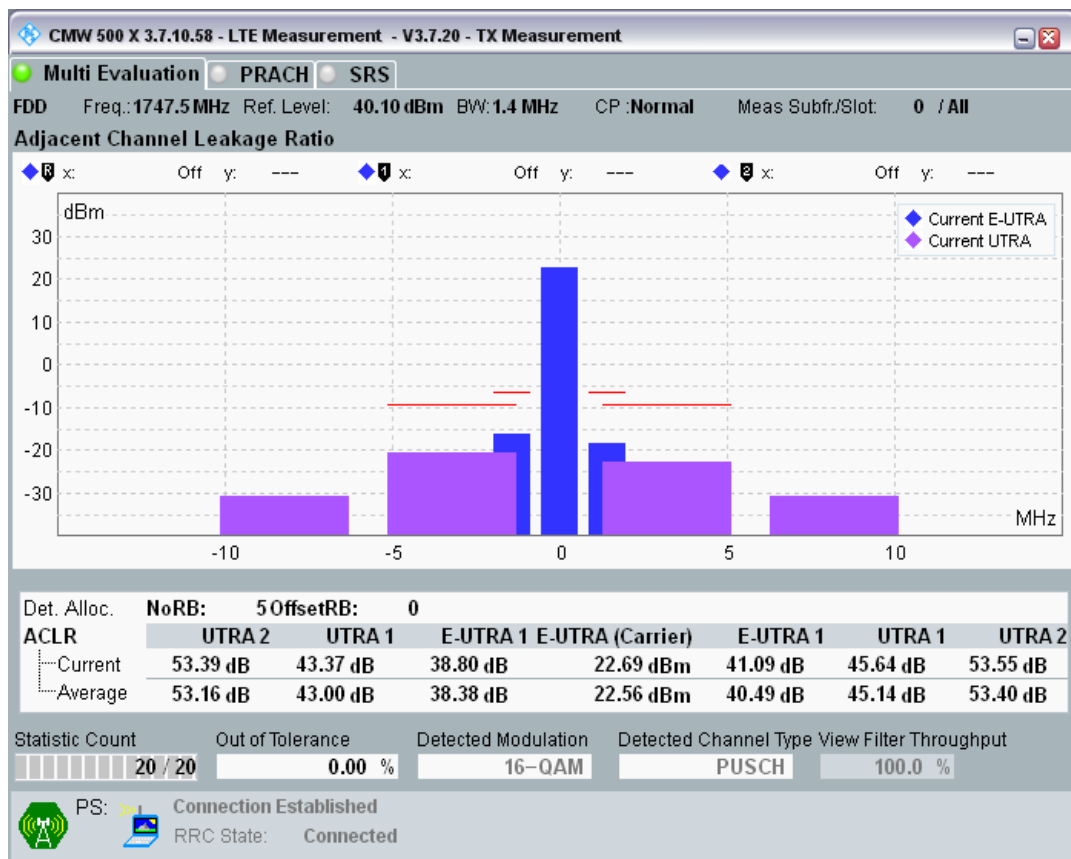 CMW 500 X 3.7.10.58 - LTE Measurement - V3.7.20 - TX Measurement
Multi Evaluation PRACH SRS
FDD Freq.:1747.5 MHz Ref. Level: 40.10 dBm BW:1.4 MHz CP :Normal Meas Subfr./Slot: 0 / All
Adjacent Channel Leakage Ratio
R x: Off y: --- 1 x: Off y: --- 2 x: Off y: ---
dBm
Current E-UTRA
Current UTRA
30
20
10
0
-10
-20
-30
MHz
-10 -5 0 5 10
Det. Alloc. NoRB: 5 OffsetRB: 0
ACLR UTRA 2 UTRA 1 E-UTRA 1 E-UTRA (Carrier) E-UTRA 1 UTRA 1 UTRA 2
Current 53.39 dB 43.37 dB 38.80 dB 22.69 dBm 41.09 dB 45.64 dB 53.55 dB
Average 53.16 dB 43.00 dB 38.38 dB 22.56 dBm 40.49 dB 45.14 dB 53.40 dB
Statistic Count Out of Tolerance Detected Modulation Detected Channel Type View Filter Throughput
20 / 20 0.00 % 16-QAM PUSCH 100.0 %
PS: Connection Established
RRC State: Connected